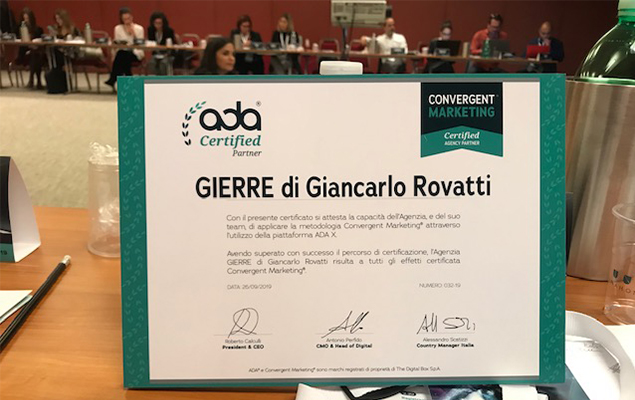 ada®
Certified
Partner
CONVERGENT®
MARKETING
Certified
AGENCY PARTNER
GIERRE di Giancarlo Rovatti
Con il presente certificato si attesta la capacità dell'Agenzia, e del suo
team, di applicare la metodologia Convergent Marketing® attraverso
l'utilizzo della piattaforma ADA X.
Avendo superato con successo il percorso di certificazione, l'Agenzia
GIERRE di Giancarlo Rovatti risulta a tutti gli effetti certificata
Convergent Marketing®.
DATA: 26/09/2019
NUMERO: 032-19
Roberto Calculli
President & CEO
Antonio Perfido
CMO & Head of Digital
Alessandro
Country Manager Italia
ADA® e Convergent Marketing® sono marchi registrati di proprietà di The Digital Box S.p.A.